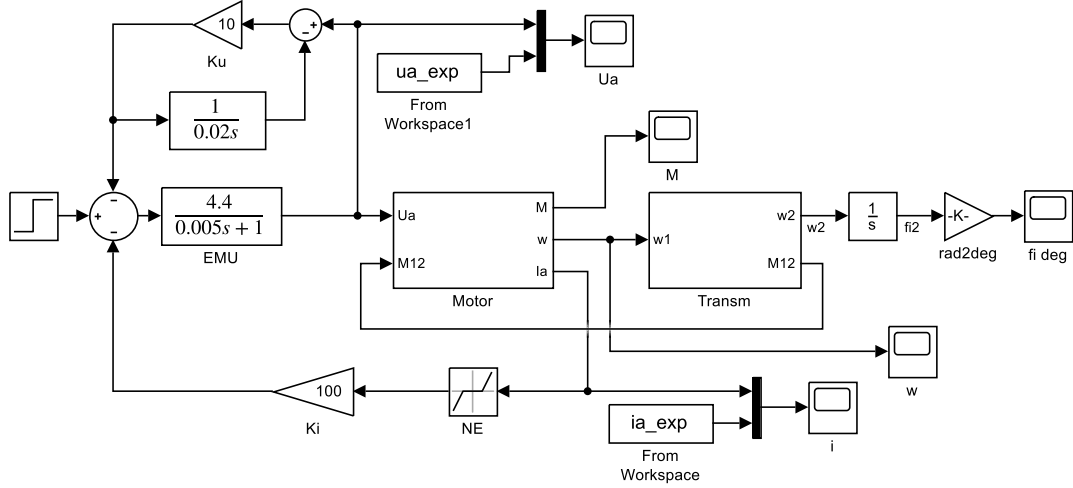 10
+
−
Ku
1
0.02s
ua_exp
From
Workspace1
Ua
M
−
+
−
4.4
0.005s + 1
EMU
Ua
M12
M
w
Ia
Motor
w1
w2
M12
Transm
w2
1
s
fi2
-K-
rad2deg
fi deg
w
100
Ki
NE
ia_exp
From
Workspace
i